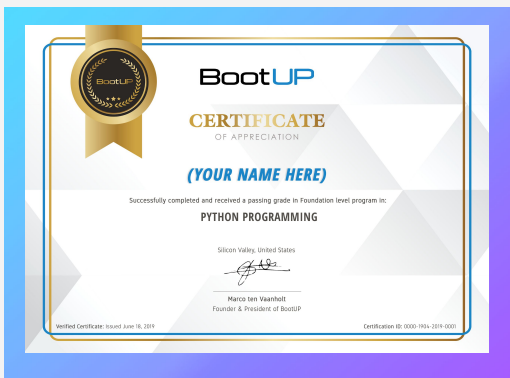 BootUP
BootUP
CERTIFICATE
OF APPRECIATION
(YOUR NAME HERE)
Successfully completed and received a passing grade in Foundation level program in:
PYTHON PROGRAMMING
Silicon Valley, United States
Marco ten Vaanholt
Founder & President of BootUP
Verified Certificate: Issued June 18, 2019
Certification ID: 0000-1904-2019-0001